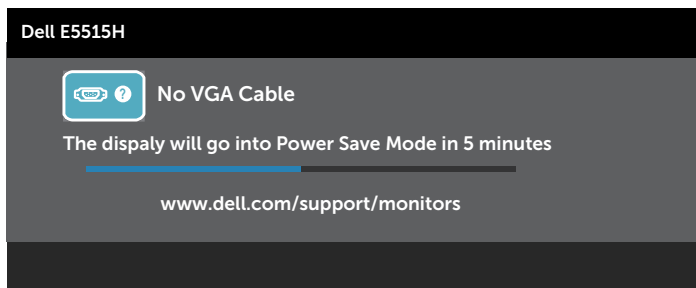 Dell E5515H
No VGA Cable
The dispaly will go into Power Save Mode in 5 minutes
www.dell.com/support/monitors